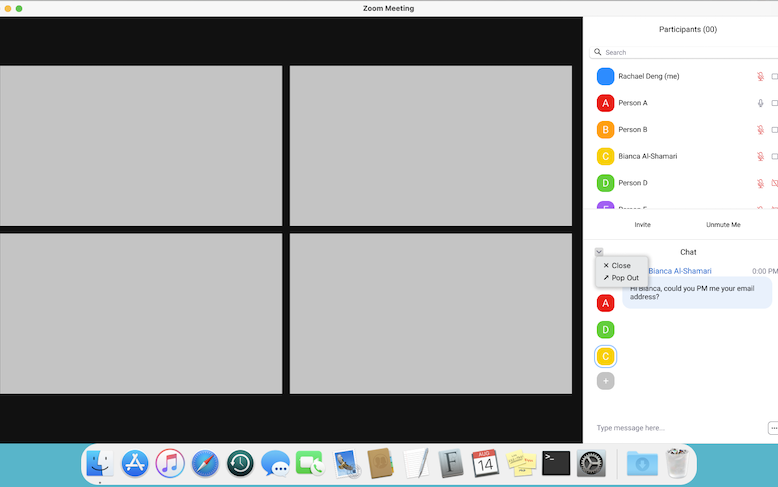 Zoom Meeting
Participants (00)
Search
Rachael Deng (me)
A Person A
B Person B
C Bianca Al-Shamari
D Person D
Invite Unmute Me
Chat
✕ Close
Bianca Al-Shamari 0:00 PM
↗ Pop Out
Hi Bianca, could you PM me your email
address?
A
D
C
+
Type message here...
AUG
14